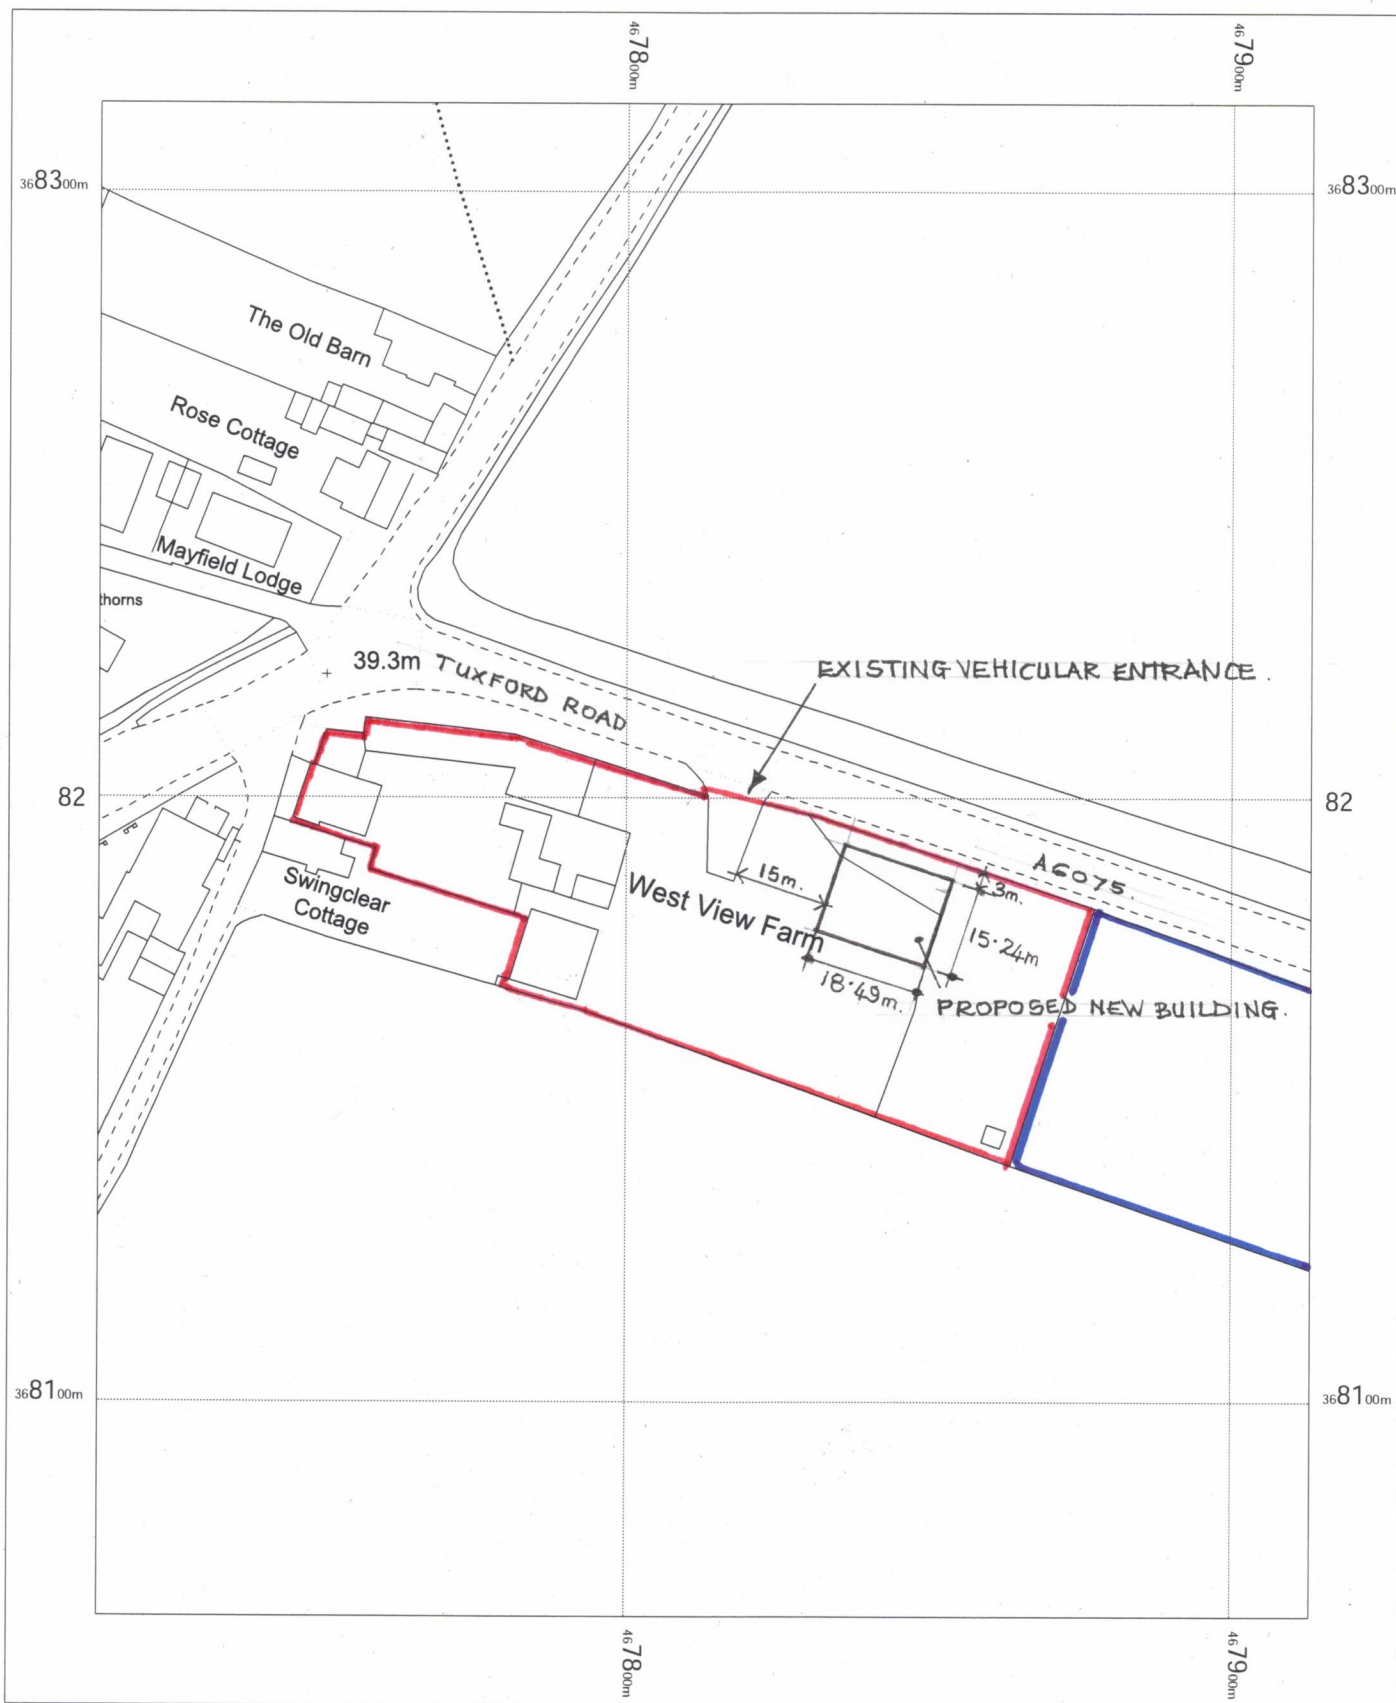 467800m
467900m
368300m
368300m
The Old Barn
Rose Cottage
Mayfield Lodge
thorns
39.3m TUXFORD ROAD
EXISTING VEHICULAR ENTRANCE.
82
82
A6075.
Swingclear
Cottage
15m.
West View Farm
3m.
15.24m
18.49m.
PROPOSED NEW BUILDING.
368100m
368100m
467800m
467900m